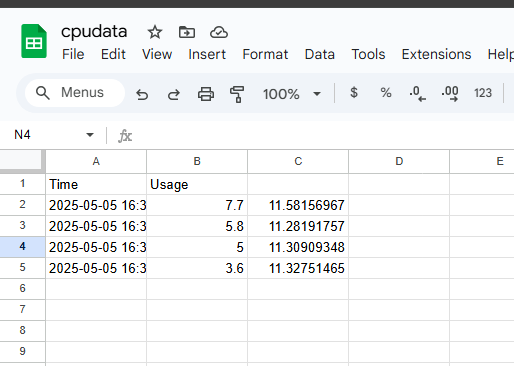 cpudata
File Edit View Insert Format Data Tools Extensions Help
Menus 100% $ % .0 .00 123
N4 fx
A B C D E
1 Time Usage
2 2025-05-05 16:3 7.7 11.58156967
3 2025-05-05 16:3 5.8 11.28191757
4 2025-05-05 16:3 5 11.30909348
5 2025-05-05 16:3 3.6 11.32751465
6
7
8
9